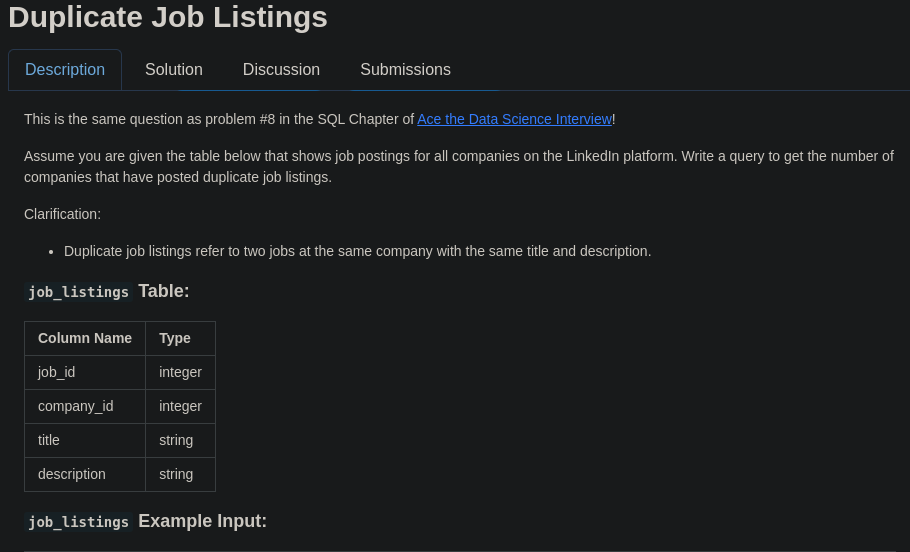 Duplicate Job Listings
Description Solution Discussion Submissions
This is the same question as problem #8 in the SQL Chapter of Ace the Data Science Interview!
Assume you are given the table below that shows job postings for all companies on the LinkedIn platform. Write a query to get the number of
companies that have posted duplicate job listings.
Clarification:
• Duplicate job listings refer to two jobs at the same company with the same title and description.
job_listings Table:
Column Name Type
job_id integer
company_id integer
title string
description string
job_listings Example Input: